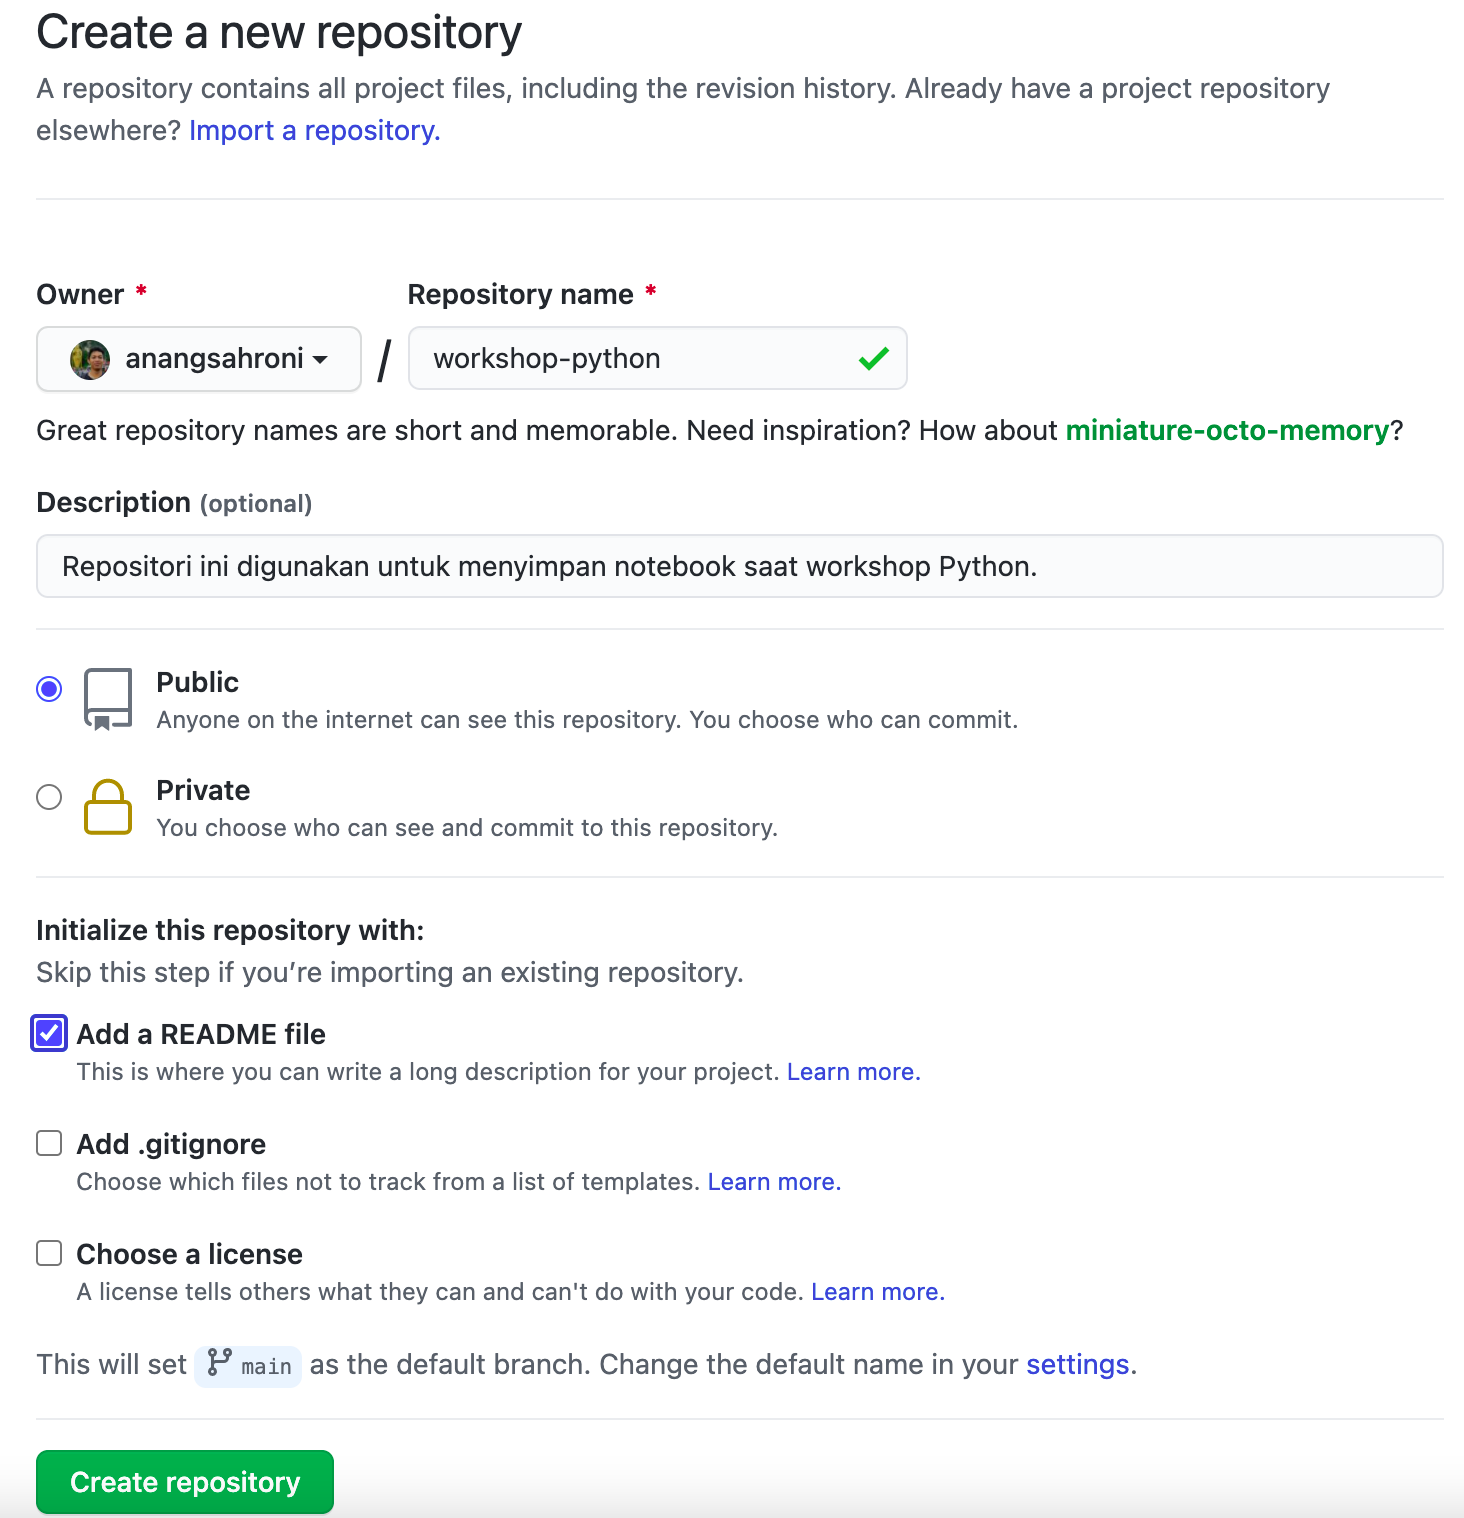 Create a new repository
A repository contains all project files, including the revision history. Already have a project repository
elsewhere? Import a repository.
Owner *
Repository name *
anangsahroni / workshop-python
Great repository names are short and memorable. Need inspiration? How about miniature-octo-memory?
Description (optional)
Repositori ini digunakan untuk menyimpan notebook saat workshop Python.
Public
Anyone on the internet can see this repository. You choose who can commit.
Private
You choose who can see and commit to this repository.
Initialize this repository with:
Skip this step if you’re importing an existing repository.
Add a README file
This is where you can write a long description for your project. Learn more.
Add .gitignore
Choose which files not to track from a list of templates. Learn more.
Choose a license
A license tells others what they can and can't do with your code. Learn more.
This will set main as the default branch. Change the default name in your settings.
Create repository